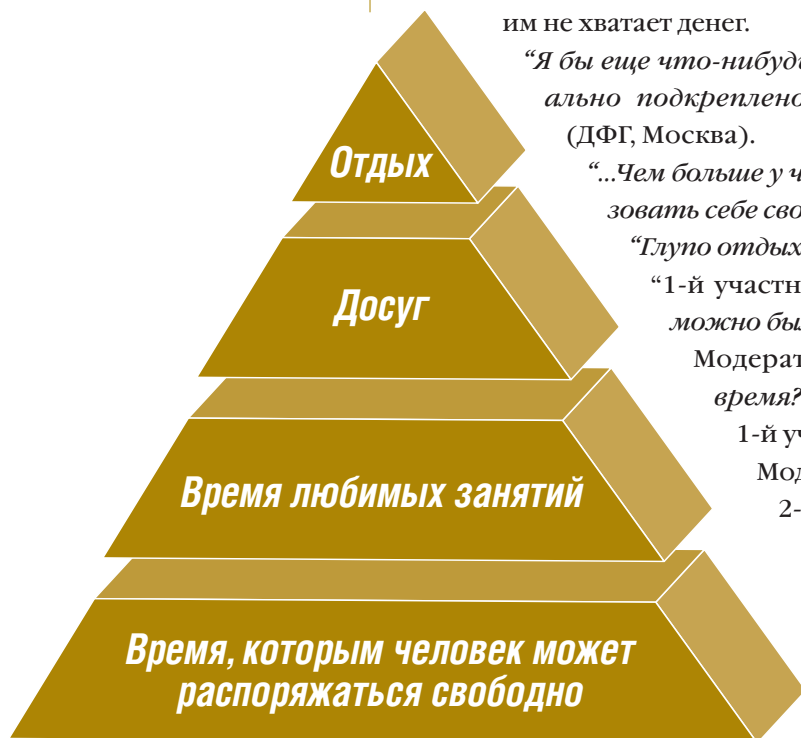 им не хватает денег.
“Я бы еще что-нибудь
ально подкреплено
(ДФГ, Москва).
“...Чем больше у ч
зовать себе сво
“Глупо отдых
“1-й участн
можно был
Модерат
время?
1-й уч
Мод
2-
Отдых
Досуг
Время любимых занятий
Время, которым человек может
распоряжаться свободно